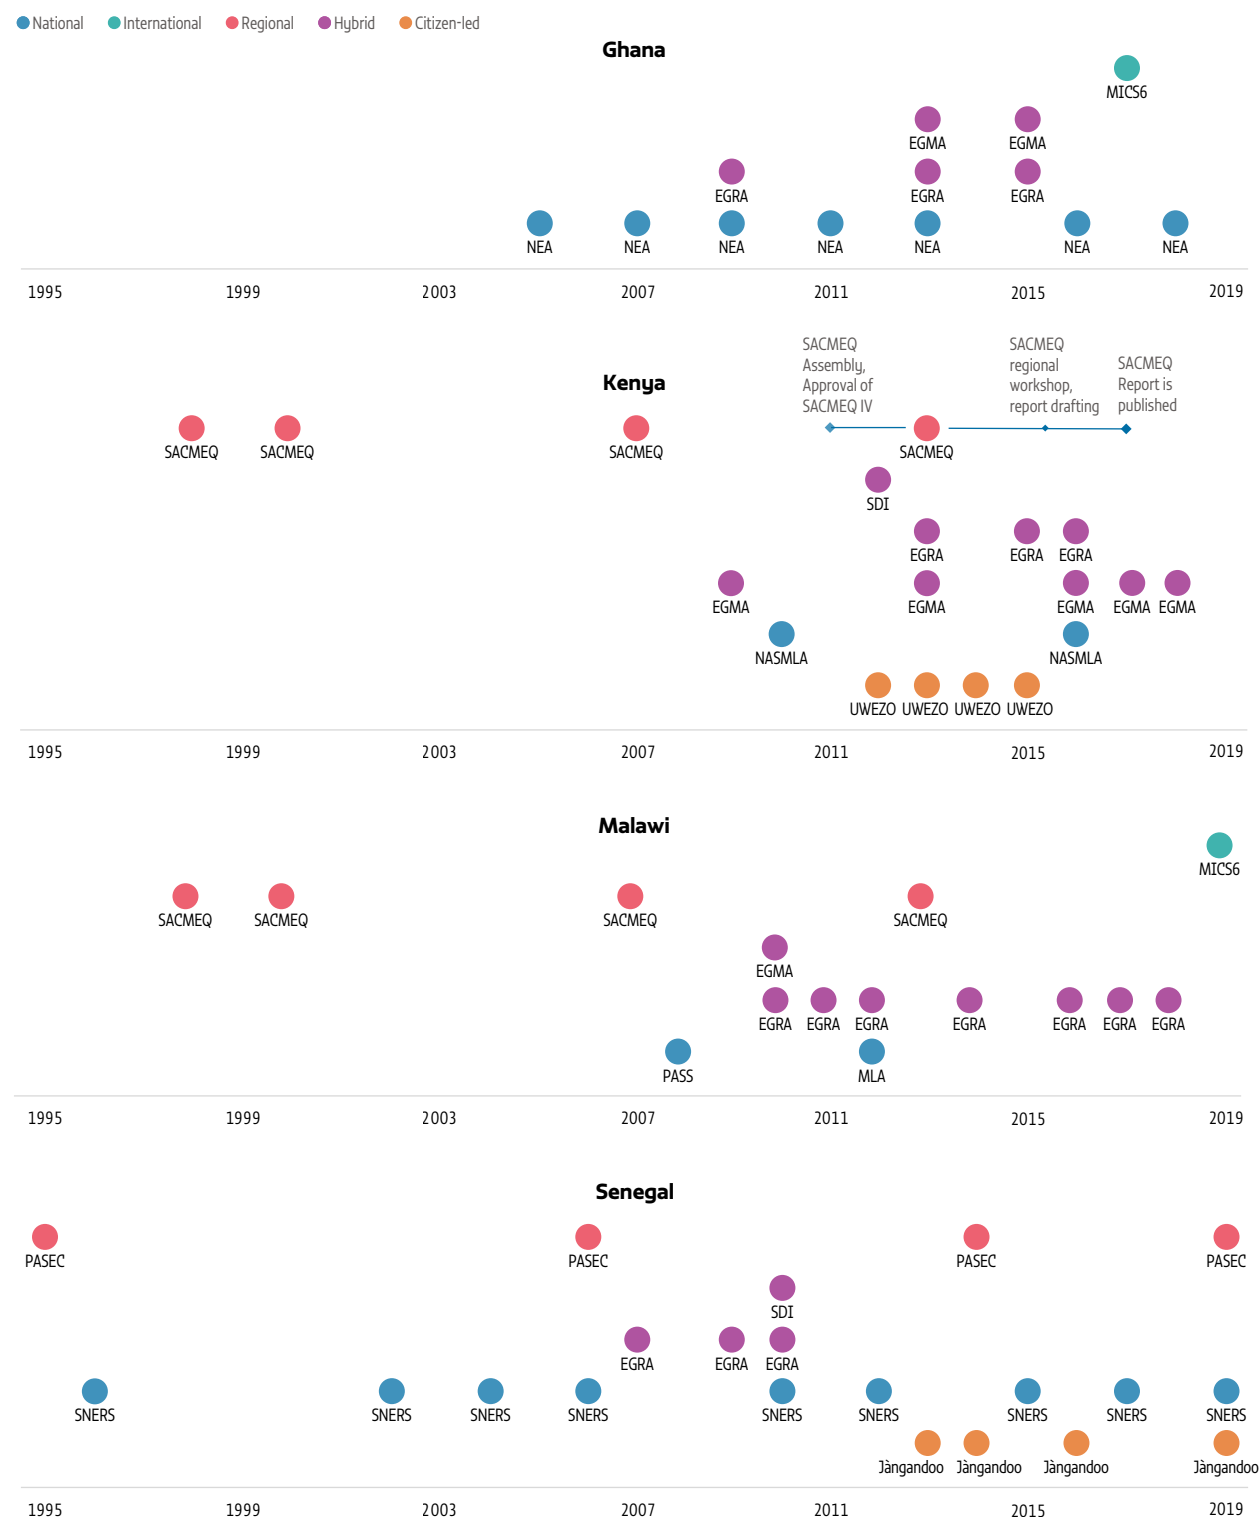 National International Regional Hybrid Citizen-led
Ghana
MICS6
EGMA EGMA
EGRA EGRA EGRA
NEA NEA NEA NEA NEA NEA NEA
1995 1999 2003 2007 2011 2015 2019
Kenya
SACMEQ
Assembly,
Approval of
SACMEQ IV
SACMEQ
regional
workshop,
report drafting
SACMEQ
Report is
published
SACMEQ SACMEQ SACMEQ SACMEQ
SDI
EGRA EGRA EGRA
EGMA EGMA EGMA EGMA EGMA
NASMLA NASMLA
UWEZO UWEZO UWEZO UWEZO
1995 1999 2003 2007 2011 2015 2019
Malawi
MICS6
SACMEQ SACMEQ SACMEQ SACMEQ
EGMA
EGRA EGRA EGRA EGRA EGRA EGRA EGRA
PASS MLA
1995 1999 2003 2007 2011 2015 2019
Senegal
PASEC PASEC PASEC PASEC
SDI
EGRA EGRA EGRA
SNERS SNERS SNERS SNERS SNERS SNERS SNERS SNERS SNERS
Jàngandoo Jàngandoo Jàngandoo Jàngandoo
1995 1999 2003 2007 2011 2015 2019